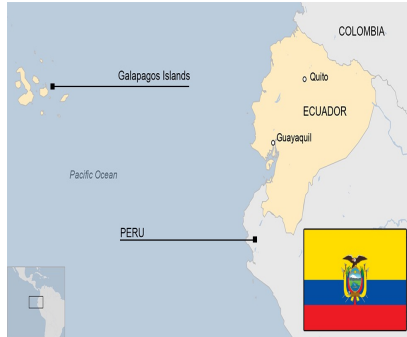 COLOMBIA
Galapagos Islands
Quito
ECUADOR
Guayaquil
Pacific Ocean
PERU